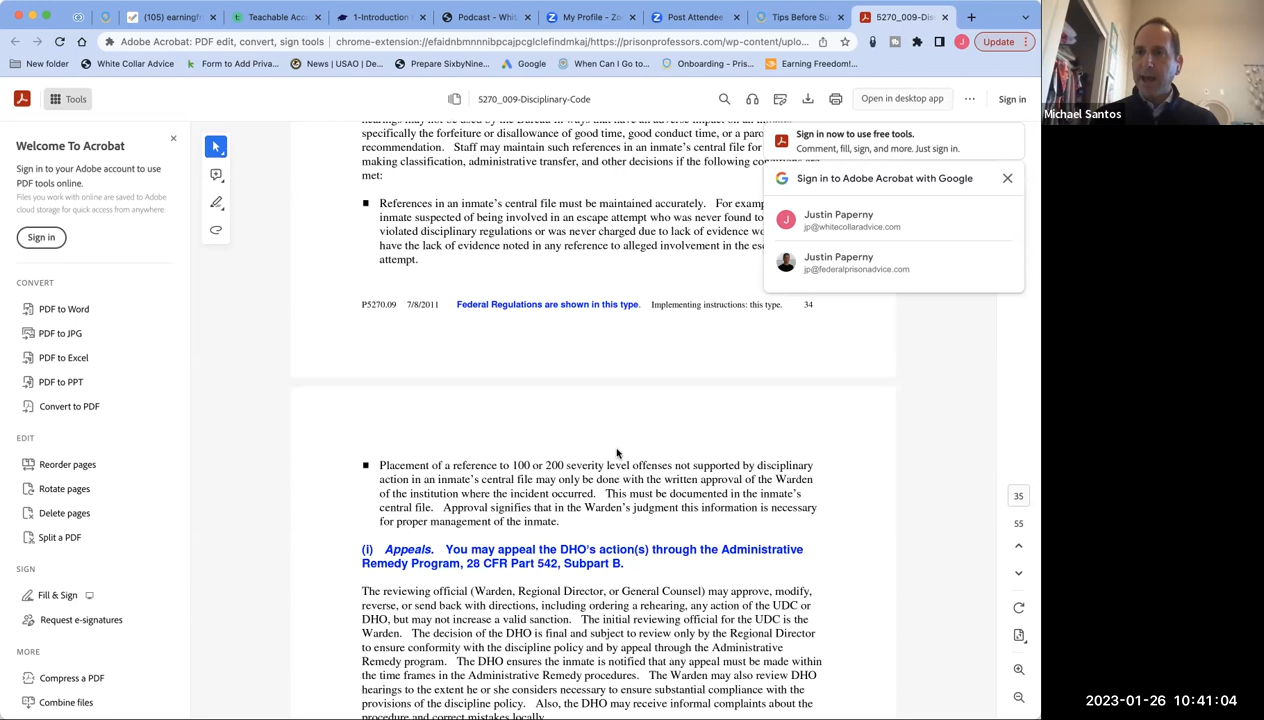 (105) earningfr
Teachable Acc
1-Introduction
Podcast - Whit
My Profile - Zo
Post Attendee
Tips Before Su
5270_009-Dis
Adobe Acrobat: PDF edit, convert, sign tools
chrome-extension://efaidnbmnnnibpcajpcglclefindmkaj/https://prisonprofessors.com/wp-content/uplo...
Update
New folder
White Collar Advice
Form to Add Priva...
News | USAO | De...
Prepare SixtyNine...
Google
When Can I Go to...
Onboarding - Pris...
Earning Freedom!...
Tools
5270_009-Disciplinary-Code
Open in desktop app
Sign in
Welcome To Acrobat
Sign in to your Adobe account to use
PDF tools online.
Files you work with online are saved to Adobe
cloud storage for quick access from anywhere.
Sign in
CONVERT
PDF to Word
PDF to JPG
PDF to Excel
PDF to PPT
Convert to PDF
EDIT
Reorder pages
Rotate pages
Delete pages
Split a PDF
SIGN
Fill & Sign
Request e-signatures
MORE
Compress a PDF
Combine files
specifically the forfeiture or disallowance of good time, good conduct time, or a paro
recommendation. Staff may maintain such references in an inmate's central file for
making classification, administrative transfer, and other decisions if the following
met:
■ References in an inmate's central file must be maintained accurately. For examp
inmate suspected of being involved in an escape attempt who was never found to
violated disciplinary regulations or was never charged due to lack of evidence wo
have the lack of evidence noted in any reference to alleged involvement in the es
attempt.
P5270.09 7/8/2011 Federal Regulations are shown in this type. Implementing instructions: this type. 34
■ Placement of a reference to 100 or 200 severity level offenses not supported by disciplinary
action in an inmate's central file may only be done with the written approval of the Warden
of the institution where the incident occurred. This must be documented in the inmate's
central file. Approval signifies that in the Warden's judgment this information is necessary
for proper management of the inmate.
(i) Appeals. You may appeal the DHO's action(s) through the Administrative
Remedy Program, 28 CFR Part 542, Subpart B.
The reviewing official (Warden, Regional Director, or General Counsel) may approve, modify,
reverse, or send back with directions, including ordering a rehearing, any action of the UDC or
DHO, but may not increase a valid sanction. The initial reviewing official for the UDC is the
Warden. The decision of the DHO is final and subject to review only by the Regional Director
to ensure conformity with the discipline policy and by appeal through the Administrative
Remedy program. The DHO ensures the inmate is notified that any appeal must be made within
the time frames in the Administrative Remedy procedures. The Warden may also review DHO
hearings to the extent he or she considers necessary to ensure substantial compliance with the
provisions of the discipline policy. Also, the DHO may receive informal complaints about the
procedure and correct mistakes locally.
Sign in now to use free tools.
Comment, fill, sign, and more. Just sign in.
Sign in to Adobe Acrobat with Google
J
Justin Paperny
jp@whitecollaradvice.com
Justin Paperny
jp@federalprisonadvice.com
35
55
Michael Santos
2023-01-26 10:41:04